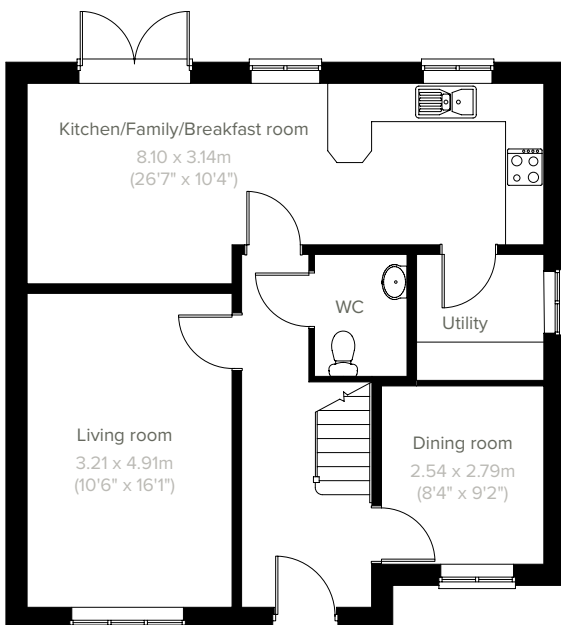 Kitchen/Family/Breakfast room
8.10 x 3.14m
(26'7" x 10'4")
WC
Utility
Living room
3.21 x 4.91m
(10'6" x 16'1")
Dining room
2.54 x 2.79m
(8'4" x 9'2")